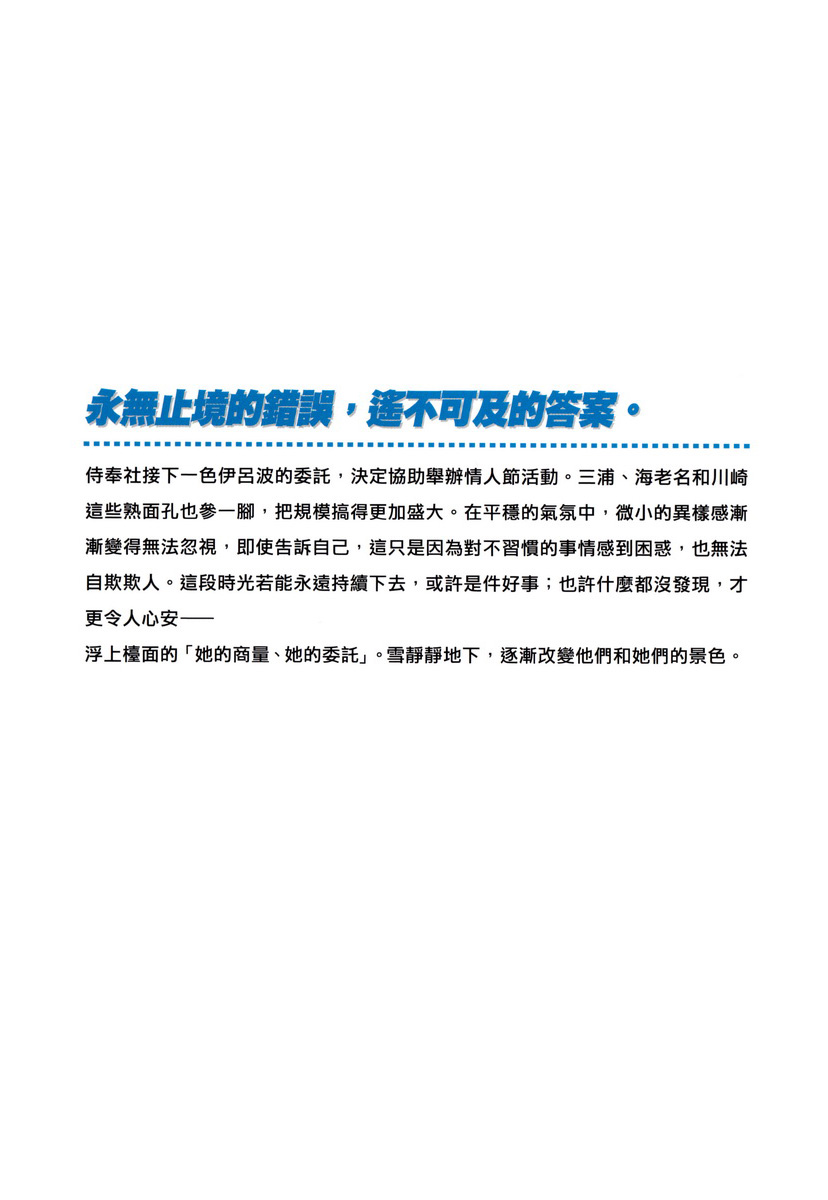 永無止境的錯誤，遙不可及的答案。
侍奉社接下一色伊呂波的委託，決定協助舉辦情人節活動。三浦、海老名和川崎
這些熟面孔也參一腳，把規模搞得更加盛大。在平穩的氣氛中，微小的異樣感漸
漸變得無法忽視，即使告訴自己，這只是因為對不習慣的事情感到困惑，也無法
自欺欺人。這段時光若能永遠持續下去，或許是件好事；也許什麼都沒發現，才
更令人心安——
浮上檯面的「她的商量、她的委託」。雪靜靜地下，逐漸改變他們和她們的景色。